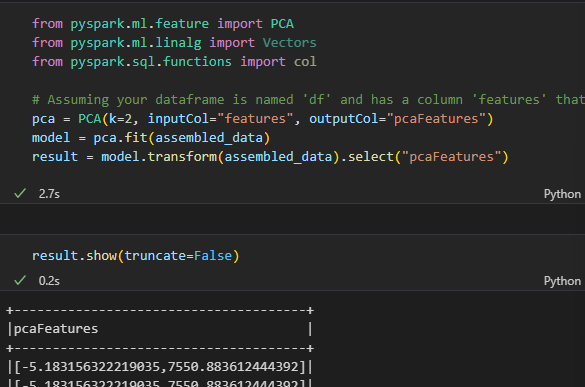 from pyspark.ml.feature import PCA
from pyspark.ml.linalg import Vectors
from pyspark.sql.functions import col
# Assuming your dataframe is named 'df' and has a column 'features' that
pca = PCA(k=2, inputCol="features", outputCol="pcaFeatures")
model = pca.fit(assembled_data)
result = model.transform(assembled_data).select("pcaFeatures")
✓ 2.7s Python
result.show(truncate=False)
✓ 0.2s Python
+-------------------------------------+
|pcaFeatures                          |
+-------------------------------------+
|[-5.183156322219035,7550.883612444392]|
|[-5.183156322219035,7550.883612444392]|